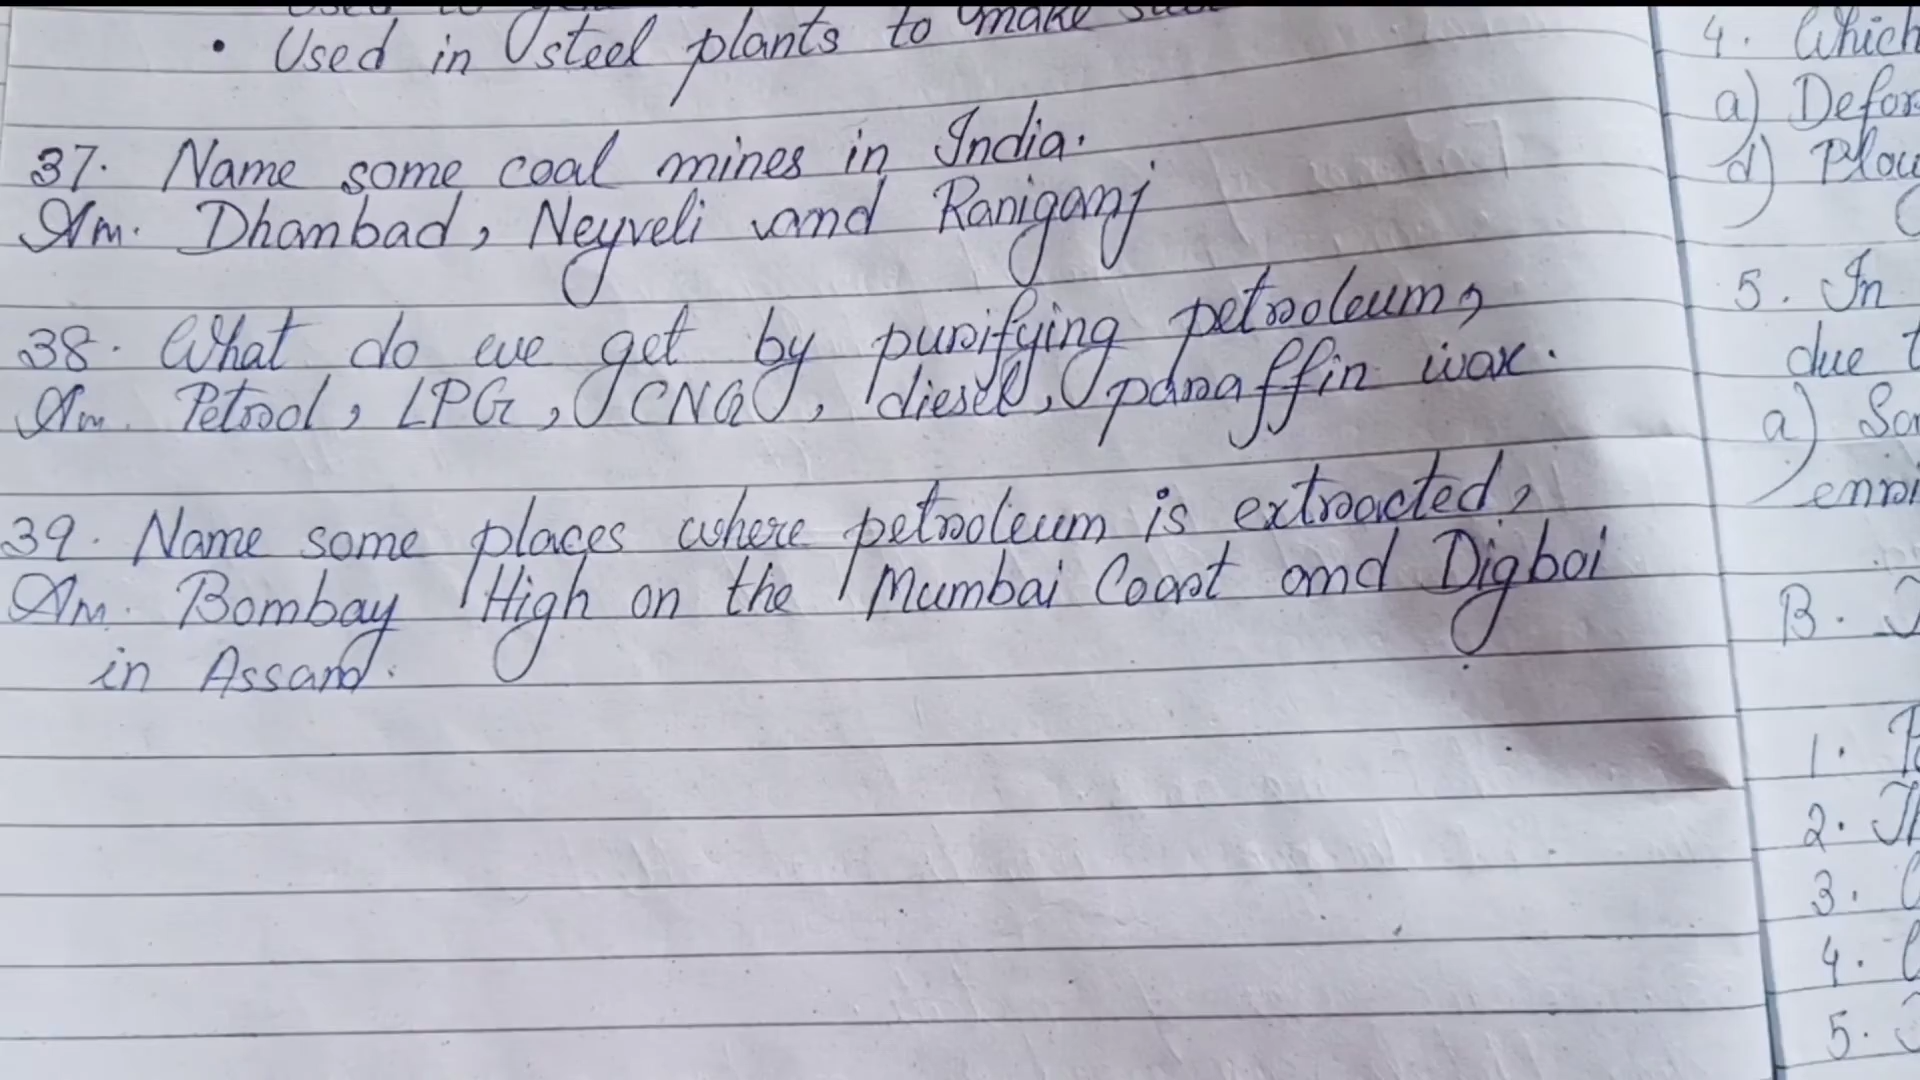 • Used in steel plants to make
37. Name some coal mines in India.
Ans. Dhanbad, Neyveli and Raniganj
38. What do we get by purifying petroleum,
Ans. Petrol, LPG, CNG, diesel, paraffin wax.
39. Name some places where petroleum is extracted,
Ans. Bombay High on the Mumbai Coast and Digboi
in Assam.
4. Which
a)
d)
5. In
due
a)
B.
1.
2.
3.
4.
5.